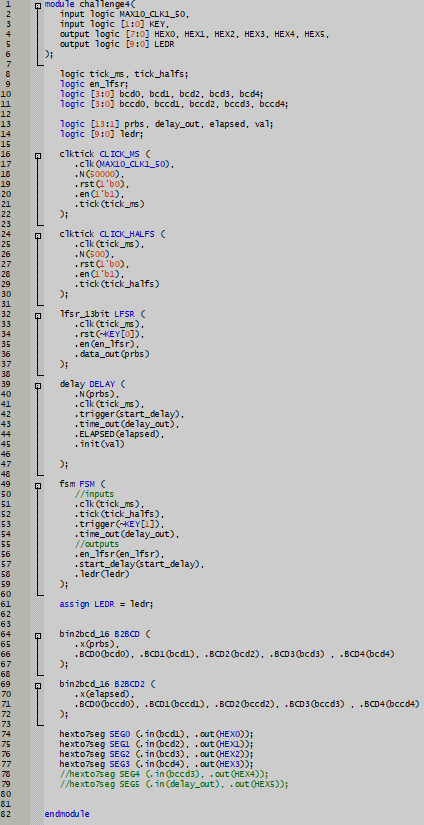 1 module challenge4(
2 input logic MAX10_CLK1_50,
3 input logic [1:0] KEY,
4 output logic [7:0] HEX0, HEX1, HEX2, HEX3, HEX4, HEX5,
5 output logic [9:0] LEDR
6 );
7
8 logic tick_ms, tick_halfs;
9 logic en_lfsr;
10 logic [3:0] bcd0, bcd1, bcd2, bcd3, bcd4;
11 logic [3:0] bccd0, bccd1, bccd2, bccd3, bccd4;
12
13 logic [13:1] prbs, delay_out, elapsed, val;
14 logic [9:0] ledr;
15
16 clktick CLICK_MS (
17 .clk(MAX10_CLK1_50),
18 .N(50000),
19 .rst(1'b0),
20 .en(1'b1),
21 .tick(tick_ms)
22 );
23
24 clktick CLICK_HALFS (
25 .clk(tick_ms),
26 .N(500),
27 .rst(1'b0),
28 .en(1'b1),
29 .tick(tick_halfs)
30 );
31
32 lfsr_13bit LFSR (
33 .clk(tick_ms),
34 .rst(~KEY[0]),
35 .en(en_lfsr),
36 .data_out(prbs)
37 );
38
39 delay DELAY (
40 .N(prbs),
41 .clk(tick_ms),
42 .trigger(start_delay),
43 .time_out(delay_out),
44 .ELAPSED(elapsed),
45 .init(val)
46
47 );
48
49 fsm FSM (
50 //inputs
51 .clk(tick_ms),
52 .tick(tick_halfs),
53 .trigger(~KEY[1]),
54 .time_out(delay_out),
55 //outputs
56 .en_lfsr(en_lfsr),
57 .start_delay(start_delay),
58 .ledr(ledr)
59 );
60
61 assign LEDR = ledr;
62
63
64 bin2bcd_16 B2BCD (
65 .x(prbs),
66 .BCD0(bcd0), .BCD1(bcd1), .BCD2(bcd2), .BCD3(bcd3) , .BCD4(bcd4)
67 );
68
69 bin2bcd_16 B2BCD2 (
70 .x(elapsed),
71 .BCD0(bccd0), .BCD1(bccd1), .BCD2(bccd2), .BCD3(bccd3) , .BCD4(bccd4)
72 );
73
74 hexto7seg SEG0 (.in(bcd1), .out(HEX0));
75 hexto7seg SEG1 (.in(bcd2), .out(HEX1));
76 hexto7seg SEG2 (.in(bcd3), .out(HEX2));
77 hexto7seg SEG3 (.in(bcd4), .out(HEX3));
78 //hexto7seg SEG4 (.in(bccd3), .out(HEX4));
79 //hexto7seg SEG5 (.in(delay_out), .out(HEX5));
80
81
82 endmodule